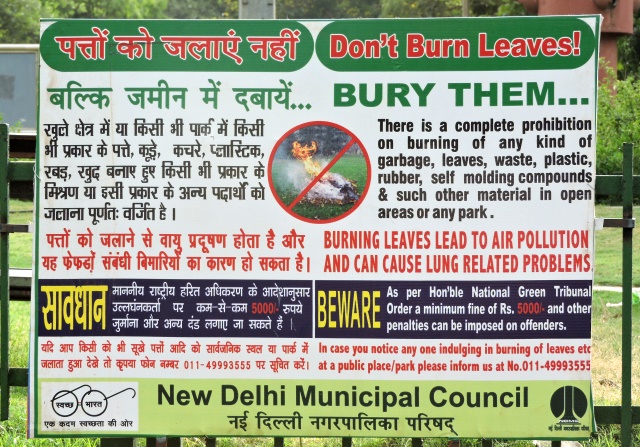 पत्तों को जलाएं नहीं
Don't Burn Leaves!
बल्कि जमीन में दबायें...
BURY THEM...
खुले क्षेत्र में या किसी भी पार्क में किसी
भी प्रकार के पत्ते, कूड़े, कचरे, प्लास्टिक,
रबड़, खुद बनाए हुए किसी भी प्रकार के
मिश्रण या इसी प्रकार के अन्य पदार्थों को
जलाना पूर्णतः वर्जित है ।
There is a complete prohibition
on burning of any kind of
garbage, leaves, waste, plastic,
rubber, self molding compounds
& such other material in open
areas or any park.
पत्तों को जलाने से वायु प्रदूषण होता है और
यह फेफड़ों संबंधी बिमारियों का कारण हो सकता है।
BURNING LEAVES LEAD TO AIR POLLUTION
AND CAN CAUSE LUNG RELATED PROBLEMS
सावधान
माननीय राष्ट्रीय हरित अधिकरण के आदेशानुसार
उल्लंघनकर्ता पर कम-से-कम 5000/- रूपये
जुर्माना और अन्य दंड लगाए जा सकते हैं ।
BEWARE
As per Hon'ble National Green Tribunal
Order a minimum fine of Rs. 5000/- and other
penalties can be imposed on offenders.
यदि आप किसी को भी सूखे पत्तों आदि को सार्वजनिक स्थल या पार्क में
जलाता हुआ देखे तो कृपया फोन नम्बर 011-49993555 पर सूचित करें।
In case you notice any one indulging in burning of leaves etc
at a public place/park please inform us at No.011-49993555
स्वच्छ भारत
एक कदम स्वच्छता की ओर
New Delhi Municipal Council
नई दिल्ली नगरपालिका परिषद्
NDMC